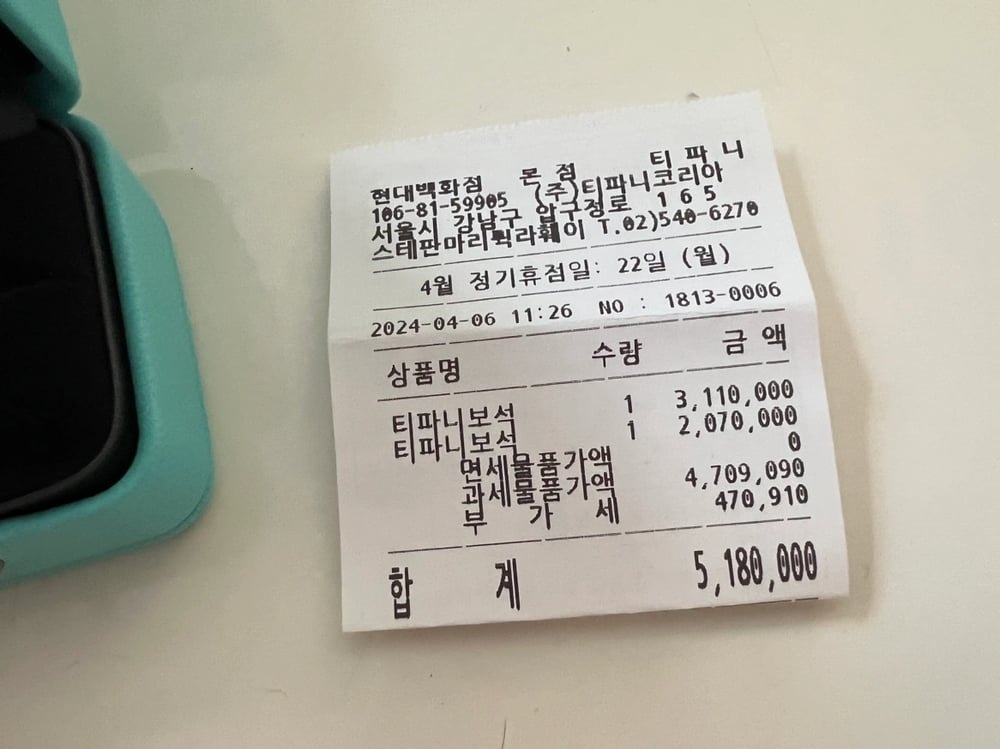 현대백화점 본 점 티 파 니
106-81-59905 (주)티파니코리아
서울시 강남구 압구정로 1 6 5
스테판마리퀵라훼이 T.02)540-6270
4월 정기휴점일: 22일 (월)
2024-04-06 11:26 NO : 1813-0006
상품명 수량 금 액
티파니보석 1 3,110,000
티파니보석 1 2,070,000
면세물품가액 0
과세물품가액 4,709,090
부 가 세 470,910
합 계 5,180,000